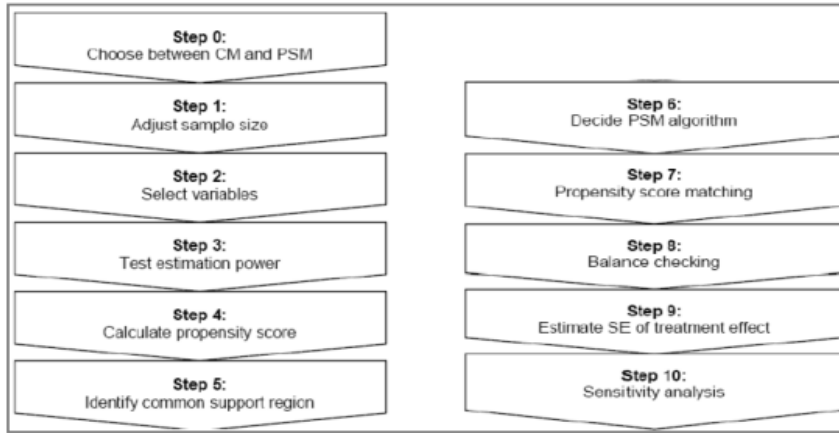 Step 0:
Choose between CM and PSM
Step 1:
Adjust sample size
Step 2:
Select variables
Step 3:
Test estimation power
Step 4:
Calculate propensity score
Step 5:
Identify common support region
Step 6:
Decide PSM algorithm
Step 7:
Propensity score matching
Step 8:
Balance checking
Step 9:
Estimate SE of treatment effect
Step 10:
Sensitivity analysis